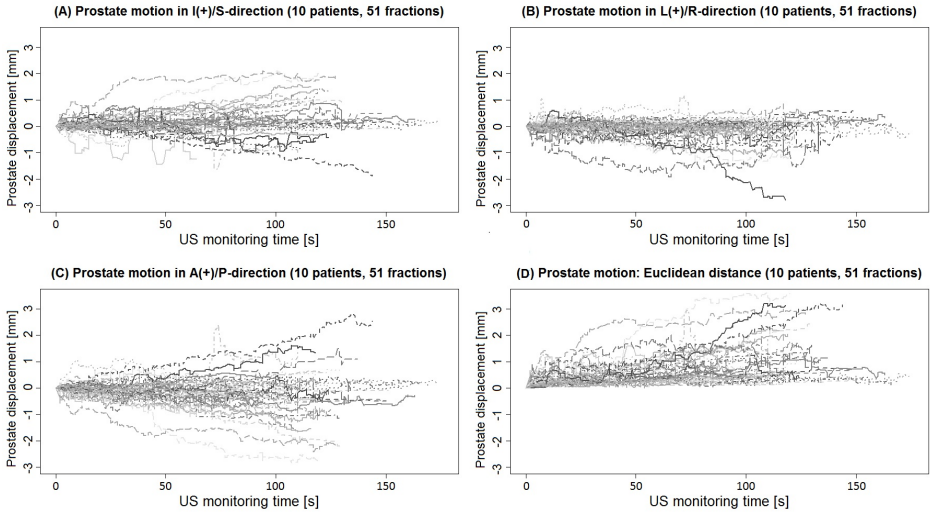 (A) Prostate motion in I(+)/S-direction (10 patients, 51 fractions)
Prostate displacement [mm]
3
2
1
0
-1
-2
-3
0 50 100 150
US monitoring time [s]
(B) Prostate motion in L(+)/R-direction (10 patients, 51 fractions)
Prostate displacement [mm]
3
2
1
0
-1
-2
-3
0 50 100 150
US monitoring time [s]
(C) Prostate motion in A(+)/P-direction (10 patients, 51 fractions)
Prostate displacement [mm]
3
2
1
0
-1
-2
-3
0 50 100 150
US monitoring time [s]
(D) Prostate motion: Euclidean distance (10 patients, 51 fractions)
Prostate displacement [mm]
3
2
1
0
-1
-2
-3
0 50 100 150
US monitoring time [s]